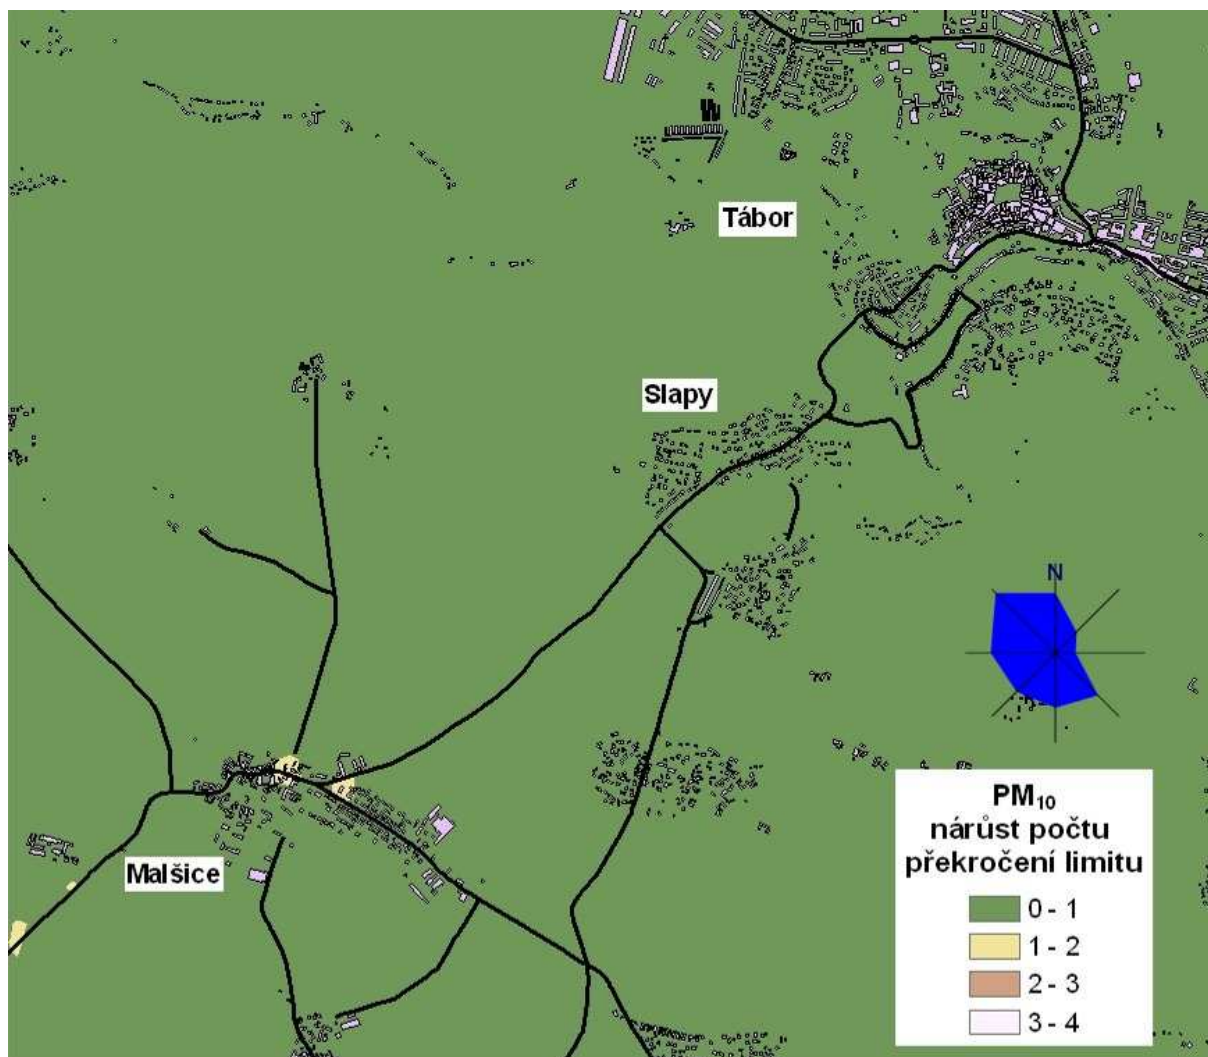 Tábor
Slapy
N
Malšice
PM₁₀
nárůst počtu
překročení limitu
0 - 1
1 - 2
2 - 3
3 - 4